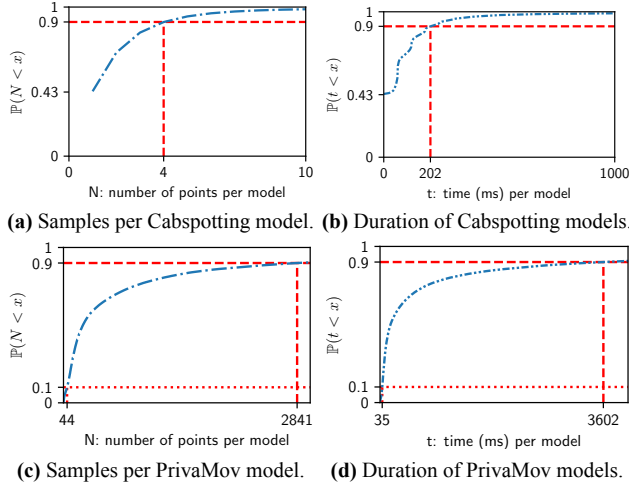 1
0.9
0.43
0
ℙ(N < x)
0 4 10
N: number of points per model
(a) Samples per Cabspotting model.
1
0.9
0.43
0
ℙ(t < x)
0 202 1000
t: time (ms) per model
(b) Duration of Cabspotting models.
1
0.9
0.1
0
ℙ(N < x)
44 2841
N: number of points per model
(c) Samples per PrivaMov model.
1
0.9
0.1
0
ℙ(t < x)
35 3602
t: time (ms) per model
(d) Duration of PrivaMov models.